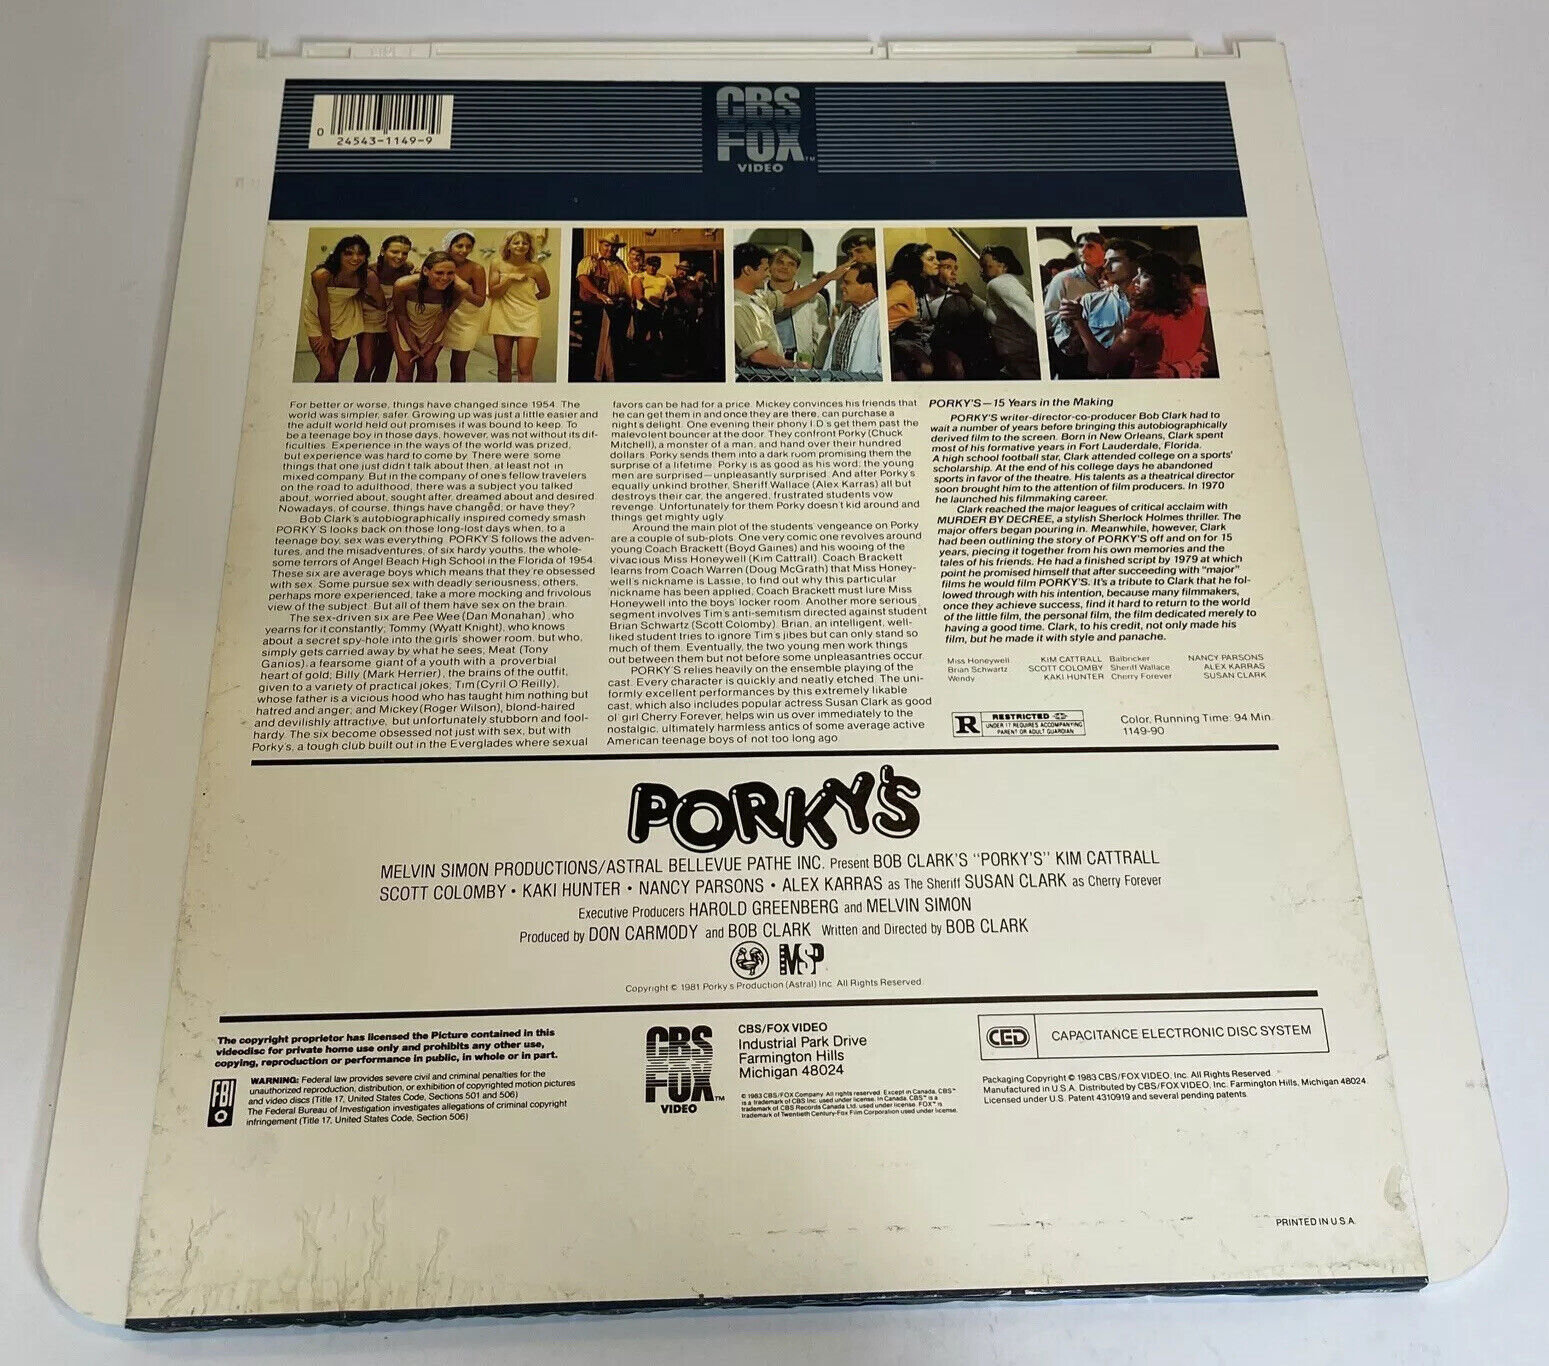 CBS
FOX
VIDEO
TM
0
24543-1149-9
For better or worse, things have changed since 1954. The
world was simpler, safer. Growing up was just a little easier and
the adult world held out promises it was bound to keep. To
be a teenage boy in those days, however, was not without its dif-
ficulties. Experience in the ways of the world was prized,
but experience was hard to come by. There were some
things that one just didn't talk about then, at least not in
mixed company. But in the company of one's fellow travelers
on the road to adulthood, there was a subject you talked
about, worried about, sought after, dreamed about and desired.
Nowadays, of course, things have changed, or have they?
Bob Clark's autobiographically inspired comedy smash
PORKY'S looks back on those long-lost days when, to a
teenage boy, sex was everything. PORKY'S follows the adven-
tures, and the misadventures, of six hardy youths, the whole-
some terrors of Angel Beach High School in the Florida of 1954.
These six are average boys which means that they're obsessed
with sex. Some pursue sex with deadly seriousness, others,
perhaps more experienced, take a more mocking and frivolous
view of the subject. But all of them have sex on the brain.
The sex-driven six are Pee Wee (Dan Monahan), who
yearns for it constantly; Tommy (Wyatt Knight), who knows
about a secret spy-hole into the girls' shower room, but who,
simply gets carried away by what he sees; Meat (Tony
Ganios), a fearsome giant of a youth with a proverbial
heart of gold; Billy (Mark Herrier), the brains of the outfit,
given to a variety of practical jokes; Tim (Cyril O'Reilly),
whose father is a vicious hood who has taught him nothing but
hatred and anger; and Mickey (Roger Wilson), blond-haired
and devilishly attractive, but unfortunately stubborn and fool-
hardy. The six become obsessed not just with sex, but with
Porky's, a tough club built out in the Everglades where sexual
favors can be had for a price. Mickey convinces his friends that
he can get them in and once they are there, can purchase a
night's delight. One evening their phony I.D.s get them past the
malevolent bouncer at the door. They confront Porky (Chuck
Mitchell), a monster of a man, and hand over their hundred
dollars. Porky sends them into a dark room promising them the
surprise of a lifetime. Porky is as good as his word; the young
men are surprised—unpleasantly surprised. And after Porky's
equally unkind brother, Sheriff Wallace (Alex Karras) all but
destroys their car, the angered, frustrated students vow
revenge. Unfortunately for them Porky doesn't kid around and
things get mighty ugly.
Around the main plot of the students' vengeance on Porky
are a couple of sub-plots. One very comic one revolves around
young Coach Brackett (Boyd Gaines) and his wooing of the
vivacious Miss Honeywell (Kim Cattrall). Coach Brackett
learns from Coach Warren (Doug McGrath) that Miss Honey-
well's nickname is Lassie; to find out why this particular
nickname has been applied, Coach Brackett must lure Miss
Honeywell into the boys' locker room. Another more serious
segment involves Tim's anti-semitism directed against student
Brian Schwartz (Scott Colomby). Brian, an intelligent, well-
liked student tries to ignore Tim's jibes but can only stand so
much of them. Eventually, the two young men work things
out between them but not before some unpleasantries occur.
PORKY'S relies heavily on the ensemble playing of the
cast. Every character is quickly and neatly etched. The uni-
formly excellent performances by this extremely likable
cast, which also includes popular actress Susan Clark as good
ol' girl Cherry Forever, helps win us over immediately to the
nostalgic, ultimately harmless antics of some average active
American teenage boys of not too long ago.
PORKY'S—15 Years in the Making
PORKY'S writer-director-co-producer Bob Clark had to
wait a number of years before bringing this autobiographically
derived film to the screen. Born in New Orleans, Clark spent
most of his formative years in Fort Lauderdale, Florida.
A high school football star, Clark attended college on a sports'
scholarship. At the end of his college days he abandoned
sports in favor of the theatre. His talents as a theatrical director
soon brought him to the attention of film producers. In 1970
he launched his filmmaking career.
Clark reached the major leagues of critical acclaim with
MURDER BY DECREE, a stylish Sherlock Holmes thriller. The
major offers began pouring in. Meanwhile, however, Clark
had been outlining the story of PORKY'S off and on for 15
years, piecing it together from his own memories and the
tales of his friends. He had a finished script by 1979 at which
point he promised himself that after succeeding with "major"
films he would film PORKY'S. It's a tribute to Clark that he fol-
lowed through with his intention, because many filmmakers,
once they achieve success, find it hard to return to the world
of the little film, the personal film, the film dedicated merely to
having a good time. Clark, to his credit, not only made his
film, but he made it with style and panache.
Miss Honeywell KIM CATTRALL Balbricker NANCY PARSONS
Brian Schwartz SCOTT COLOMBY Sheriff Wallace ALEX KARRAS
Wendy KAKI HUNTER Cherry Forever SUSAN CLARK
R RESTRICTED
UNDER 17 REQUIRES ACCOMPANYING
PARENT OR ADULT GUARDIAN
Color. Running Time: 94 Min.
1149-90
PORKY'S
MELVIN SIMON PRODUCTIONS/ASTRAL BELLEVUE PATHE INC. Present BOB CLARK'S "PORKY'S" KIM CATTRALL
SCOTT COLOMBY • KAKI HUNTER • NANCY PARSONS • ALEX KARRAS as The Sheriff SUSAN CLARK as Cherry Forever
Executive Producers HAROLD GREENBERG and MELVIN SIMON
Produced by DON CARMODY and BOB CLARK Written and Directed by BOB CLARK
MSP
Copyright © 1981 Porky's Production (Astral) Inc. All Rights Reserved.
The copyright proprietor has licensed the Picture contained in this
videodisc for private home use only and prohibits any other use,
copying, reproduction or performance in public, in whole or in part.
FBI
WARNING: Federal law provides severe civil and criminal penalties for the
unauthorized reproduction, distribution, or exhibition of copyrighted motion pictures
and video discs (Title 17, United States Code, Sections 501 and 506)
The Federal Bureau of Investigation investigates allegations of criminal copyright
infringement (Title 17, United States Code, Section 506)
CBS
FOX
VIDEO
TM
CBS/FOX VIDEO
Industrial Park Drive
Farmington Hills
Michigan 48024
© 1983 CBS/FOX Company. All rights reserved. Except in Canada, CBS™
is a trademark of CBS Inc. used under license. In Canada, CBS™ is a
trademark of CBS Records Canada Ltd. used under license. FOX™ is
trademark of Twentieth Century-Fox Film Corporation used under license.
CED CAPACITANCE ELECTRONIC DISC SYSTEM
Packaging Copyright © 1983 CBS/FOX VIDEO, Inc. All Rights Reserved.
Manufactured in U.S.A. Distributed by CBS/FOX VIDEO, Inc. Farmington Hills, Michigan 48024.
Licensed under U.S. Patent 4310919 and several pending patents.
PRINTED IN U.S.A.